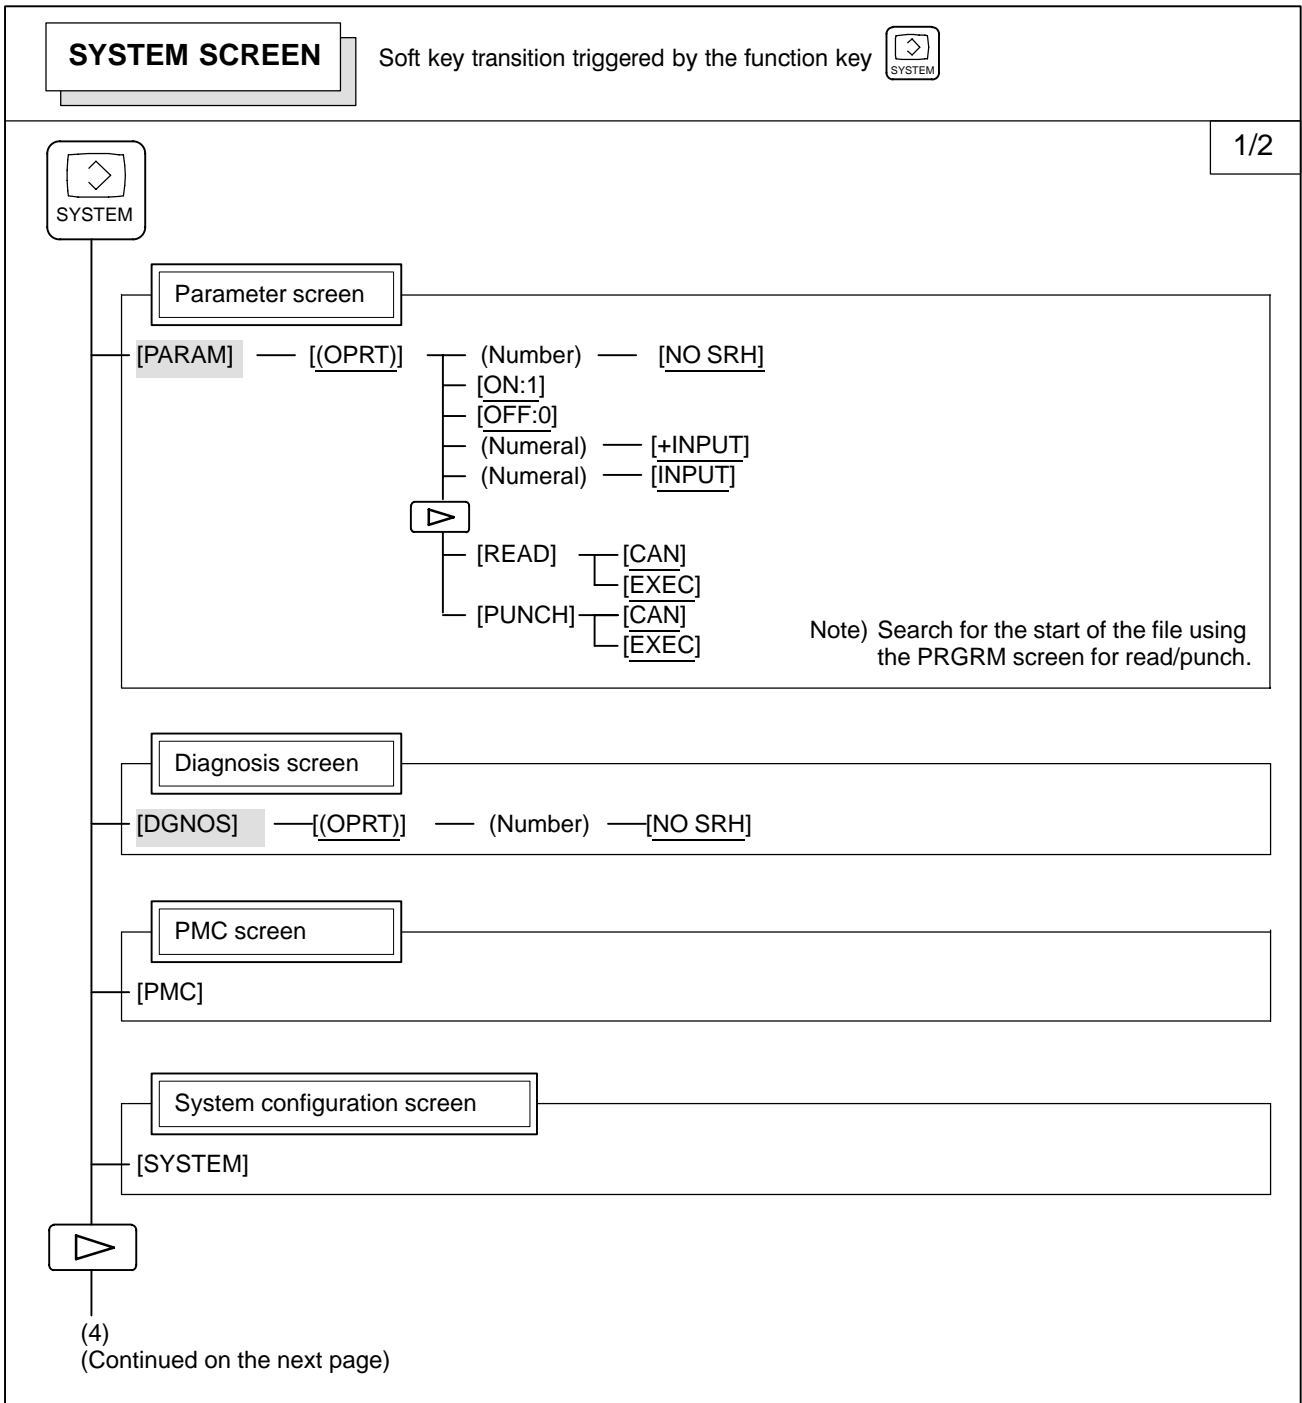 SYSTEM SCREEN Soft key transition triggered by the function key SYSTEM
1/2
SYSTEM
Parameter screen
[PARAM] [(OPRT)] (Number) [NO SRH]
[ON:1]
[OFF:0]
(Numeral) [+INPUT]
(Numeral) [INPUT]
[READ] [CAN]
[EXEC]
[PUNCH] [CAN]
[EXEC]
Note) Search for the start of the file using
the PRGRM screen for read/punch.
Diagnosis screen
[DGNOS] [(OPRT)] (Number) [NO SRH]
PMC screen
[PMC]
System configuration screen
[SYSTEM]
(4)
(Continued on the next page)